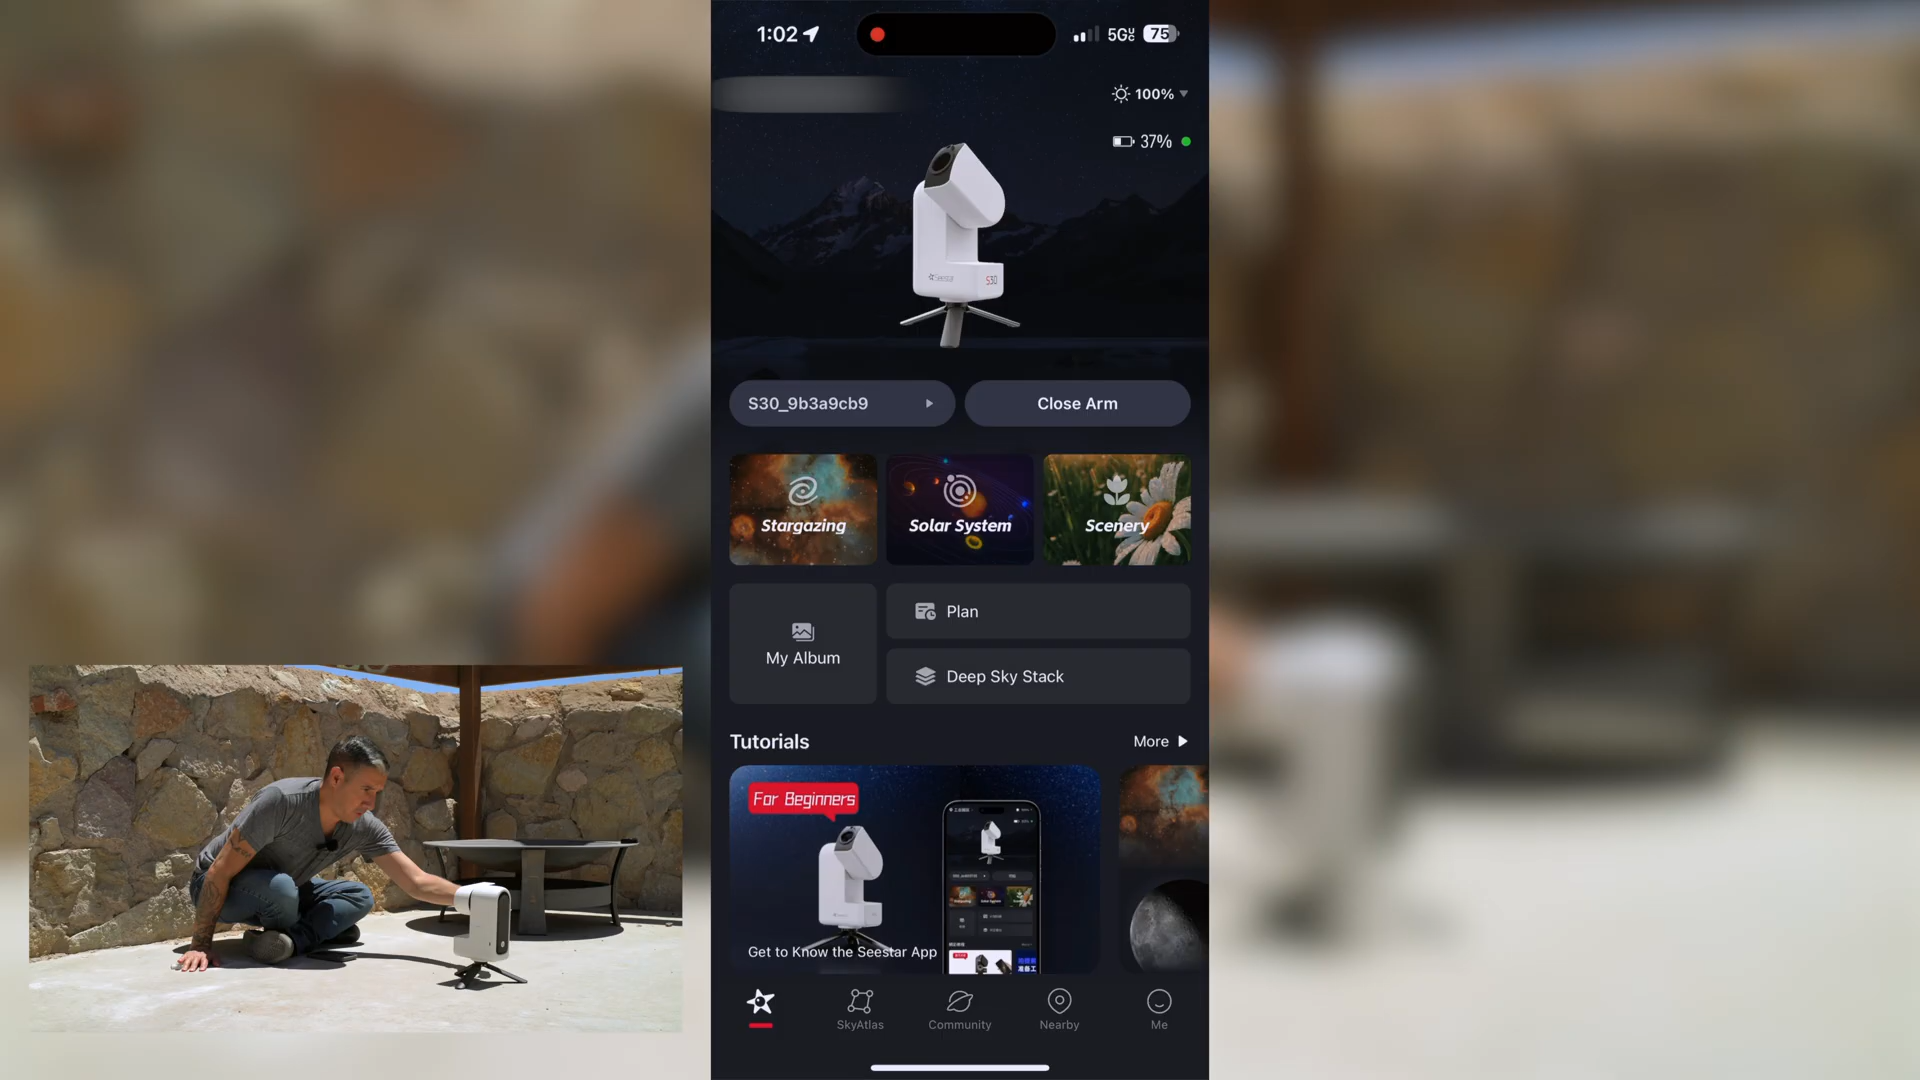 1:02
5G
75
100%
37%
Seestar
S30
S30_9b3a9cb9
Close Arm
Stargazing
Solar System
Scenery
My Album
Plan
Deep Sky Stack
Tutorials
More
For Beginners
Get to Know the Seestar App
SkyAtlas
Community
Nearby
Me